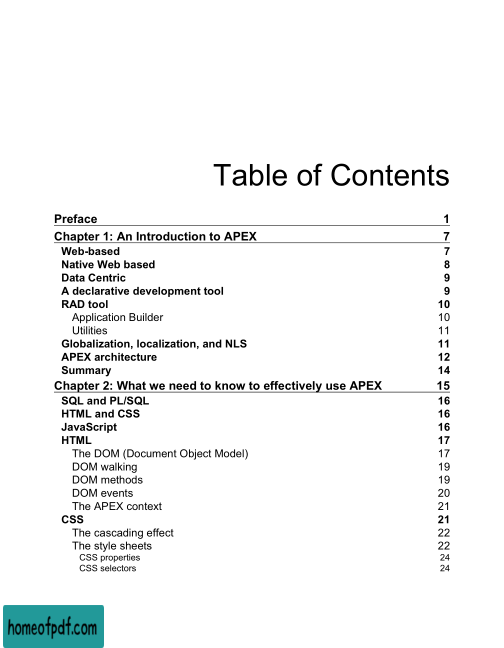 Table of Contents
Preface 1
Chapter 1: An Introduction to APEX 7
Web-based 7
Native Web based 8
Data Centric 9
A declarative development tool 9
RAD tool 10
Application Builder 10
Utilities 11
Globalization, localization, and NLS 11
APEX architecture 12
Summary 14
Chapter 2: What we need to know to effectively use APEX 15
SQL and PL/SQL 16
HTML and CSS 16
JavaScript 16
HTML 17
The DOM (Document Object Model) 17
DOM walking 19
DOM methods 19
DOM events 20
The APEX context 21
CSS 21
The cascading effect 22
The style sheets 22
CSS properties 24
CSS selectors 24
homeofpdf.com